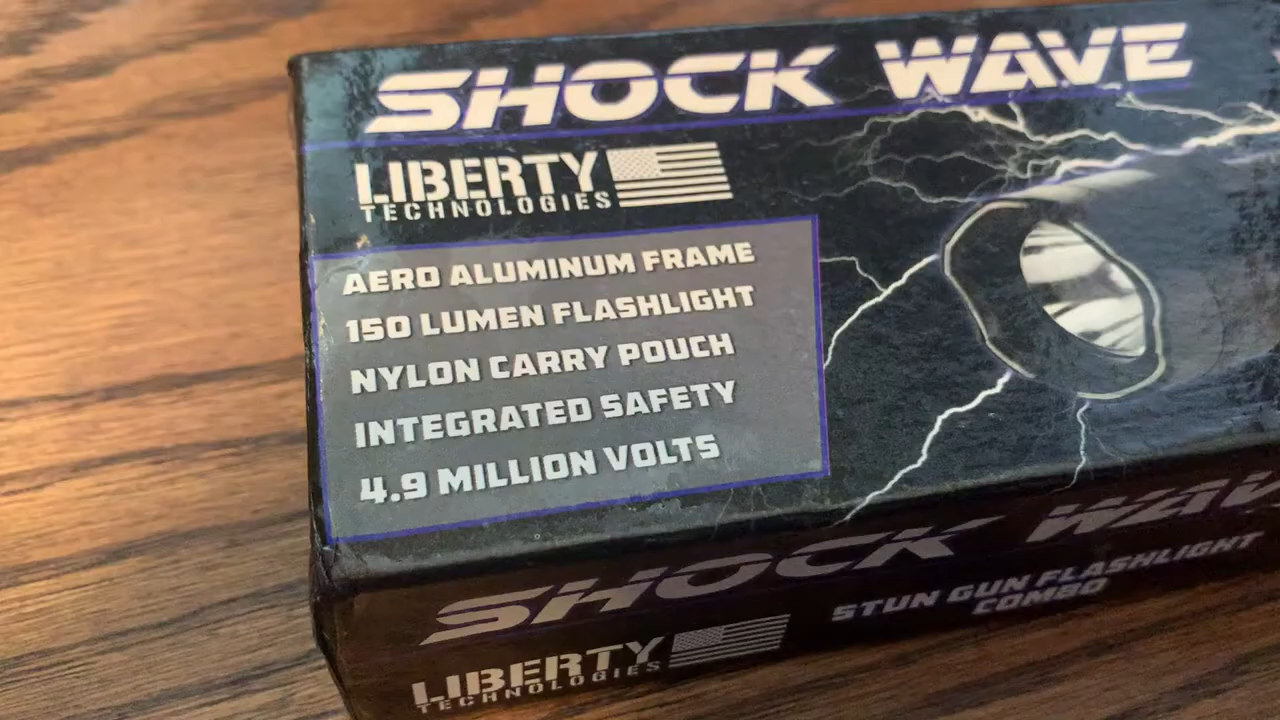 SHOCK WAVE
LIBERTY
TECHNOLOGIES
AERO ALUMINUM FRAME
150 LUMEN FLASHLIGHT
NYLON CARRY POUCH
INTEGRATED SAFETY
4.9 MILLION VOLTS
SHOCK WAV
STUN GUN FLASHLIGHT
COMBO
LIBERTY
TECHNOLOGIES